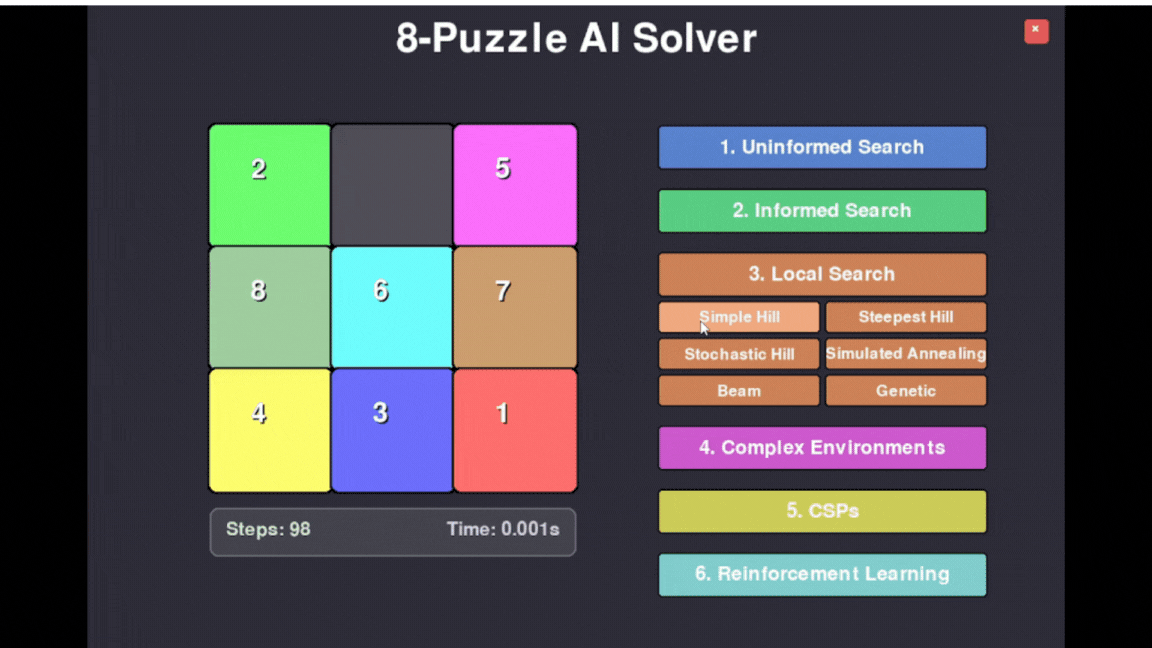 8-Puzzle AI Solver
×
2 5
8 6 7
4 3 1
Steps: 98 Time: 0.001s
1. Uninformed Search
2. Informed Search
3. Local Search
Simple Hill Steepest Hill
Stochastic Hill Simulated Annealing
Beam Genetic
4. Complex Environments
5. CSPs
6. Reinforcement Learning